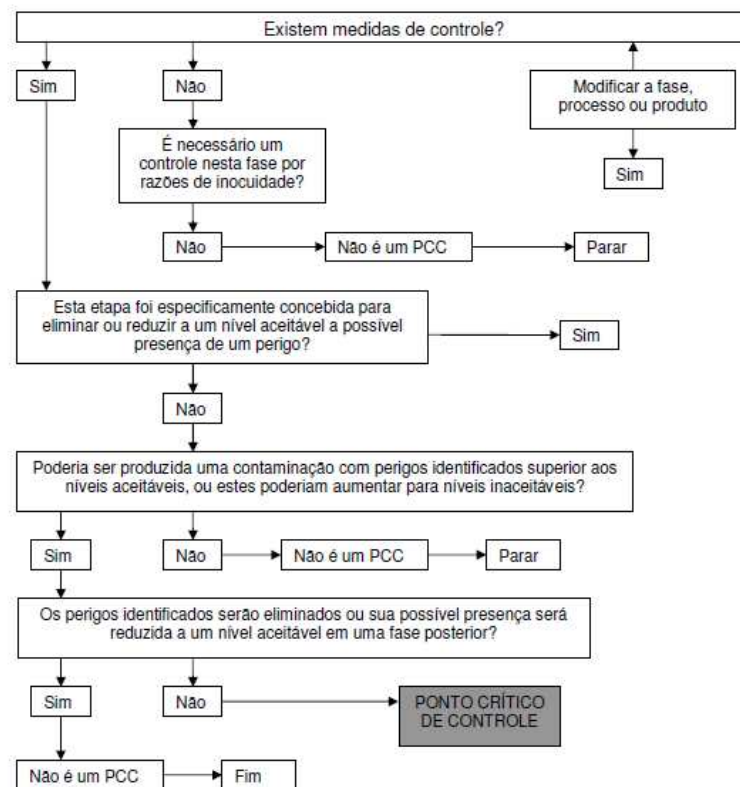 Existem medidas de controle?
Sim
Não
Modificar a fase,
processo ou produto
É necessário um
controle nesta fase por
razões de inocuidade?
Sim
Não
Não é um PCC
Parar
Esta etapa foi especificamente concebida para
eliminar ou reduzir a um nível aceitável a possível
presença de um perigo?
Sim
Não
Poderia ser produzida uma contaminação com perigos identificados superior aos
níveis aceitáveis, ou estes poderiam aumentar para níveis inaceitáveis?
Sim
Não
Não é um PCC
Parar
Os perigos identificados serão eliminados ou sua possível presença será
reduzida a um nível aceitável em uma fase posterior?
Sim
Não
PONTO CRÍTICO
DE CONTROLE
Não é um PCC
Fim